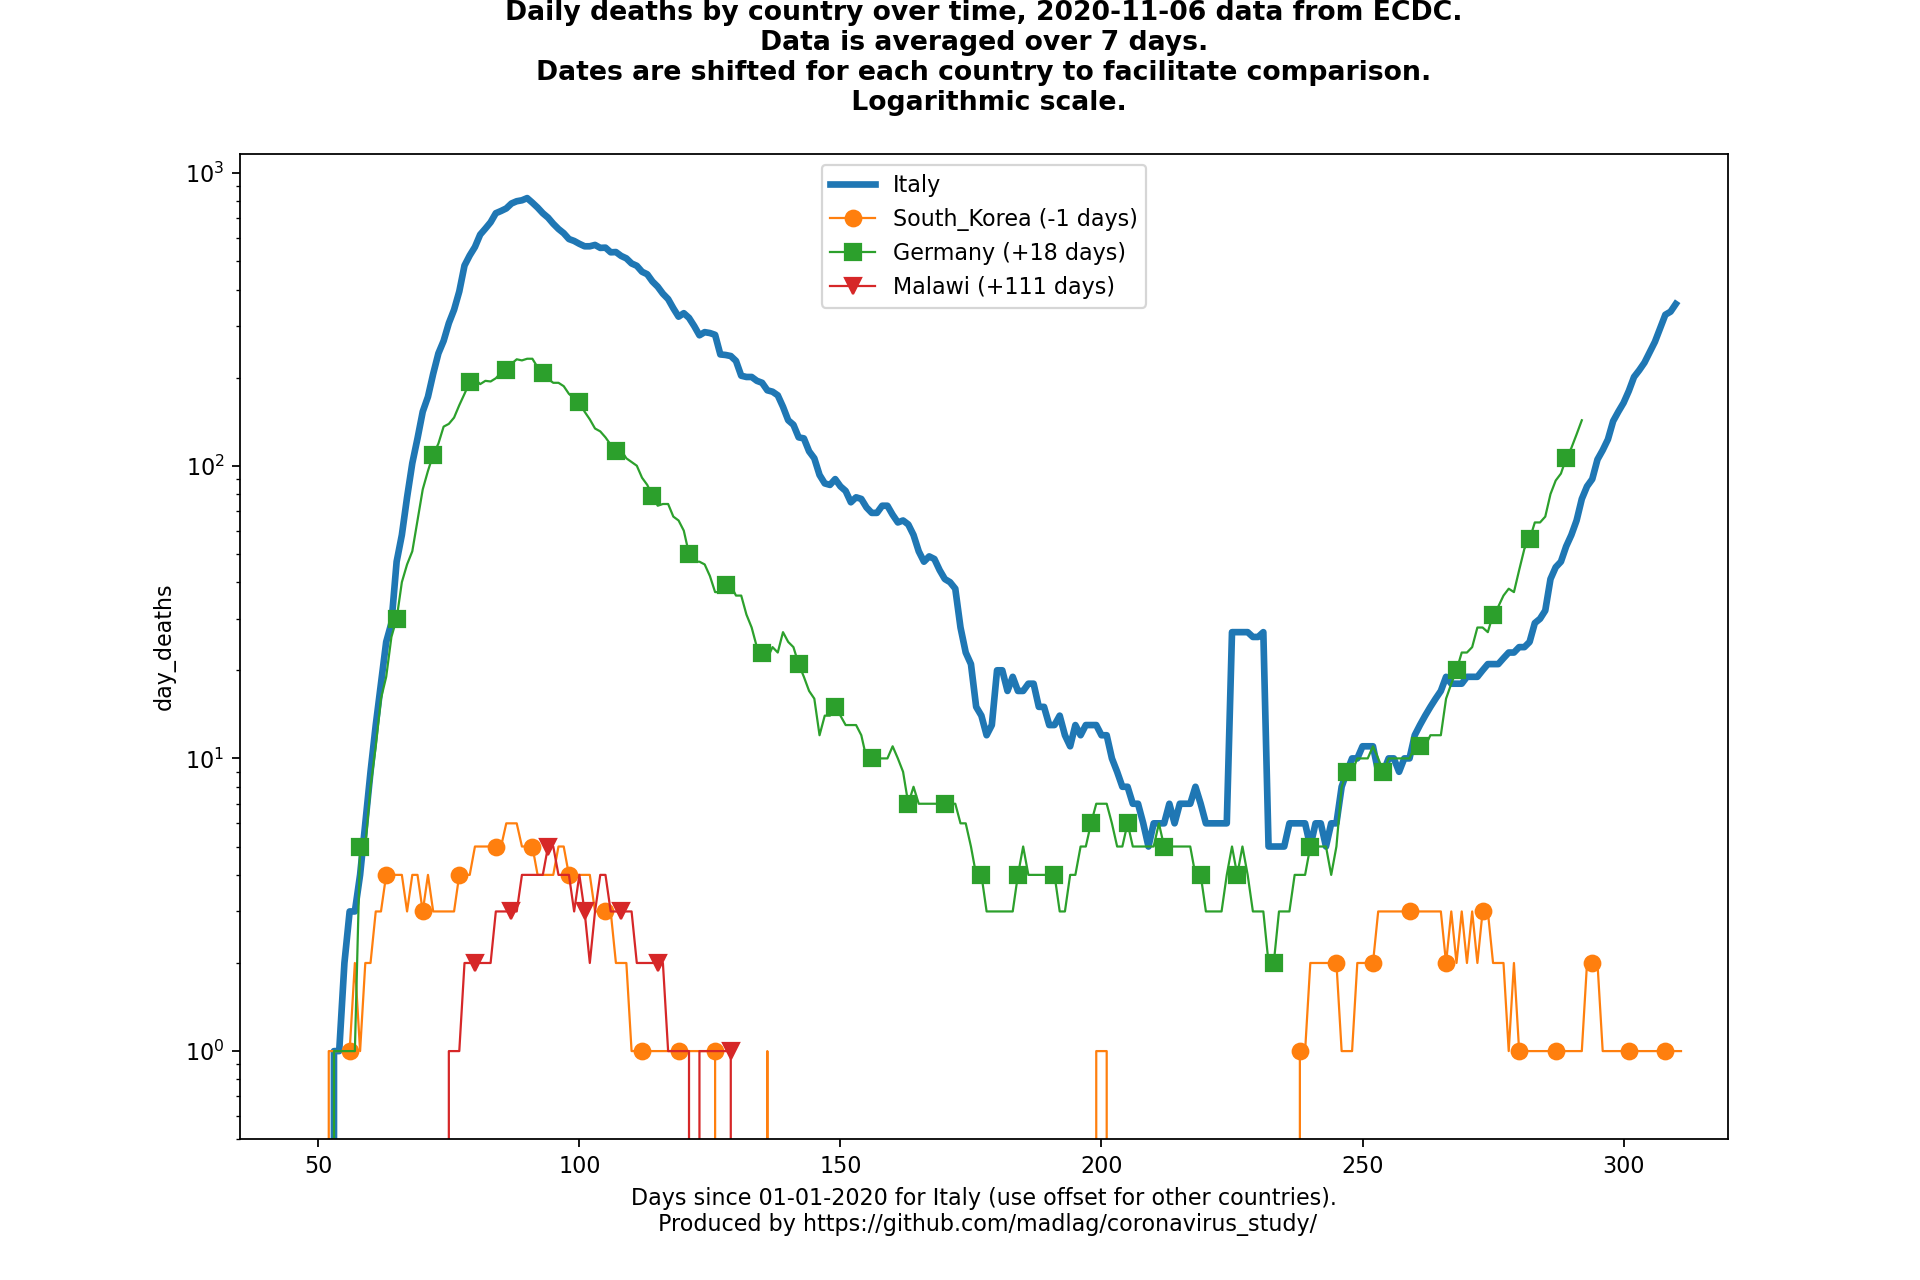 Daily deaths by country over time, 2020-11-06 data from ECDC.
Data is averaged over 7 days.
Dates are shifted for each country to facilitate comparison.
Logarithmic scale.
10³
10²
10¹
10⁰
day_deaths
Italy
South_Korea (-1 days)
Germany (+18 days)
Malawi (+111 days)
50
100
150
200
250
300
Days since 01-01-2020 for Italy (use offset for other countries).
Produced by https://github.com/madlag/coronavirus_study/